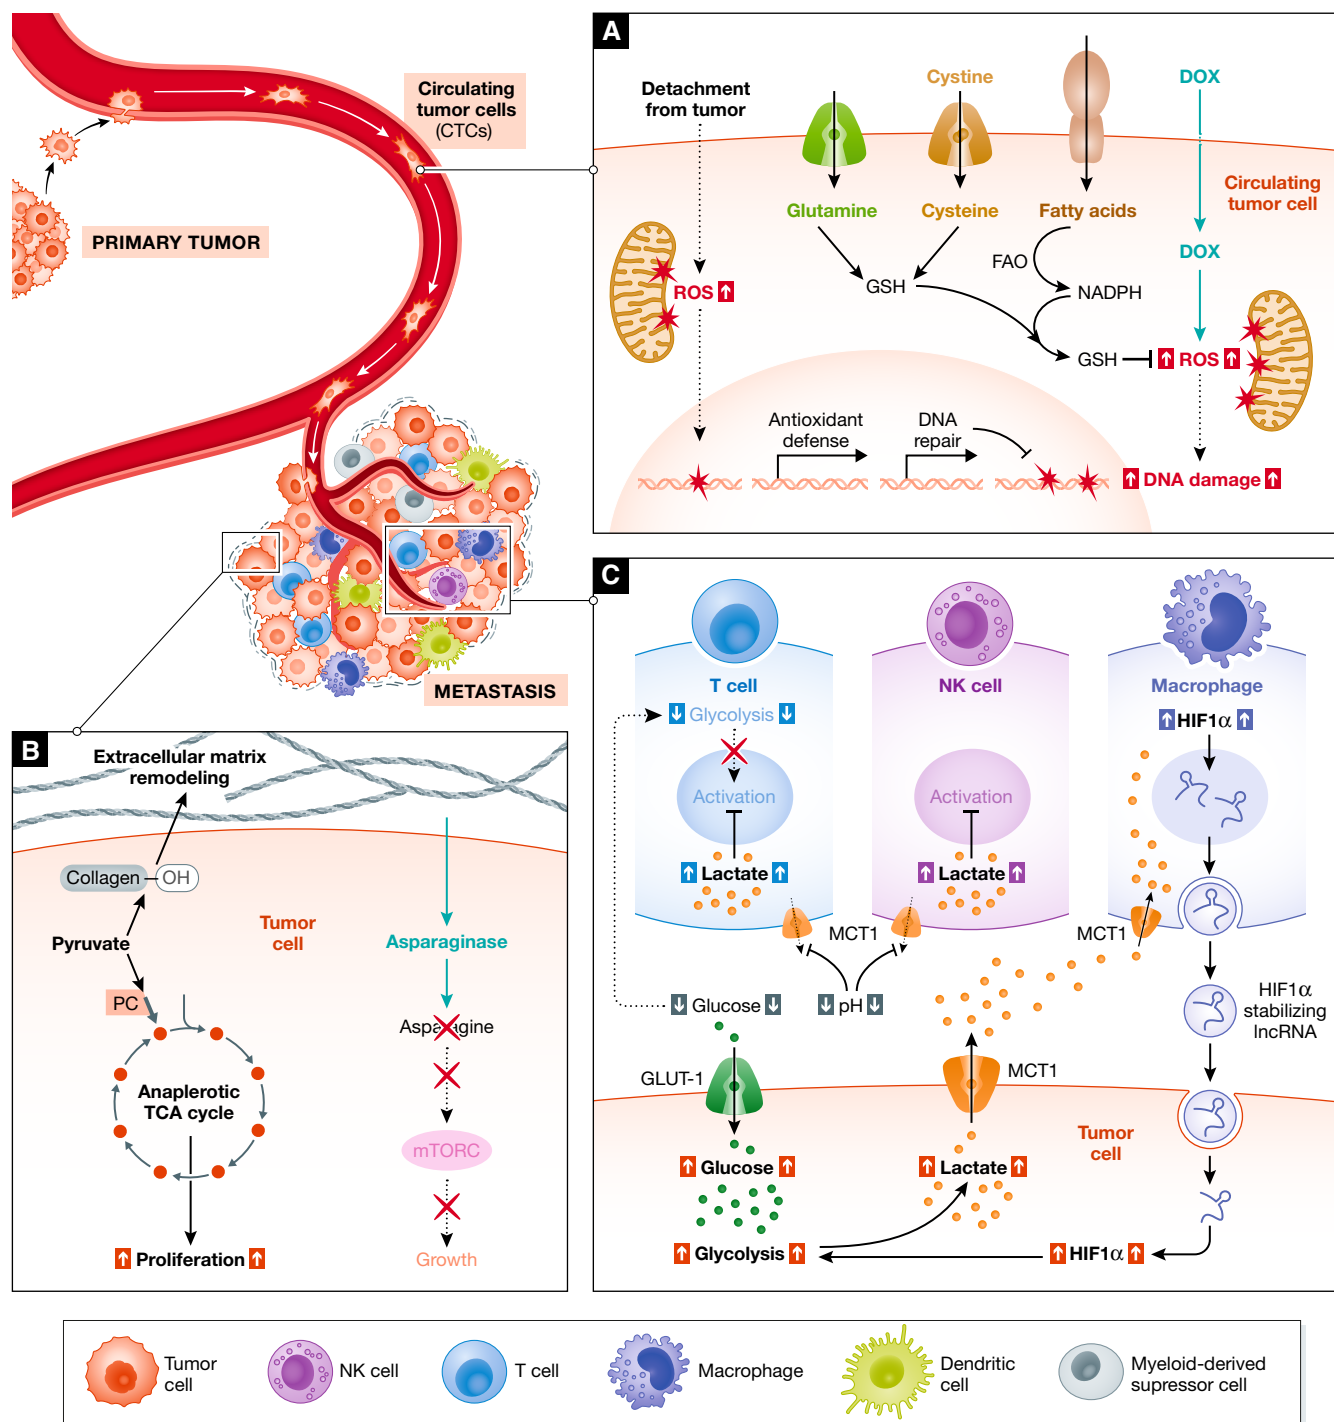 Circulating
tumor cells
(CTCs)
PRIMARY TUMOR
METASTASIS
A
Detachment
from tumor
Cystine
DOX
Circulating
tumor cell
Glutamine
Cysteine
Fatty acids
DOX
FAO
ROS
GSH
NADPH
GSH
ROS
Antioxidant
defense
DNA
repair
DNA damage
B
Extracellular matrix
remodeling
Collagen
OH
Tumor
cell
Pyruvate
Asparaginase
PC
Asparagine
Anaplerotic
TCA cycle
mTORC
Proliferation
Growth
C
T cell
NK cell
Macrophage
Glycolysis
HIF1α
Activation
Activation
Lactate
Lactate
MCT1
MCT1
Glucose
pH
HIF1α
stabilizing
lncRNA
GLUT-1
MCT1
Tumor
cell
Glucose
Lactate
Glycolysis
HIF1α
Tumor
cell
NK cell
T cell
Macrophage
Dendritic
cell
Myeloid-derived
supressor cell